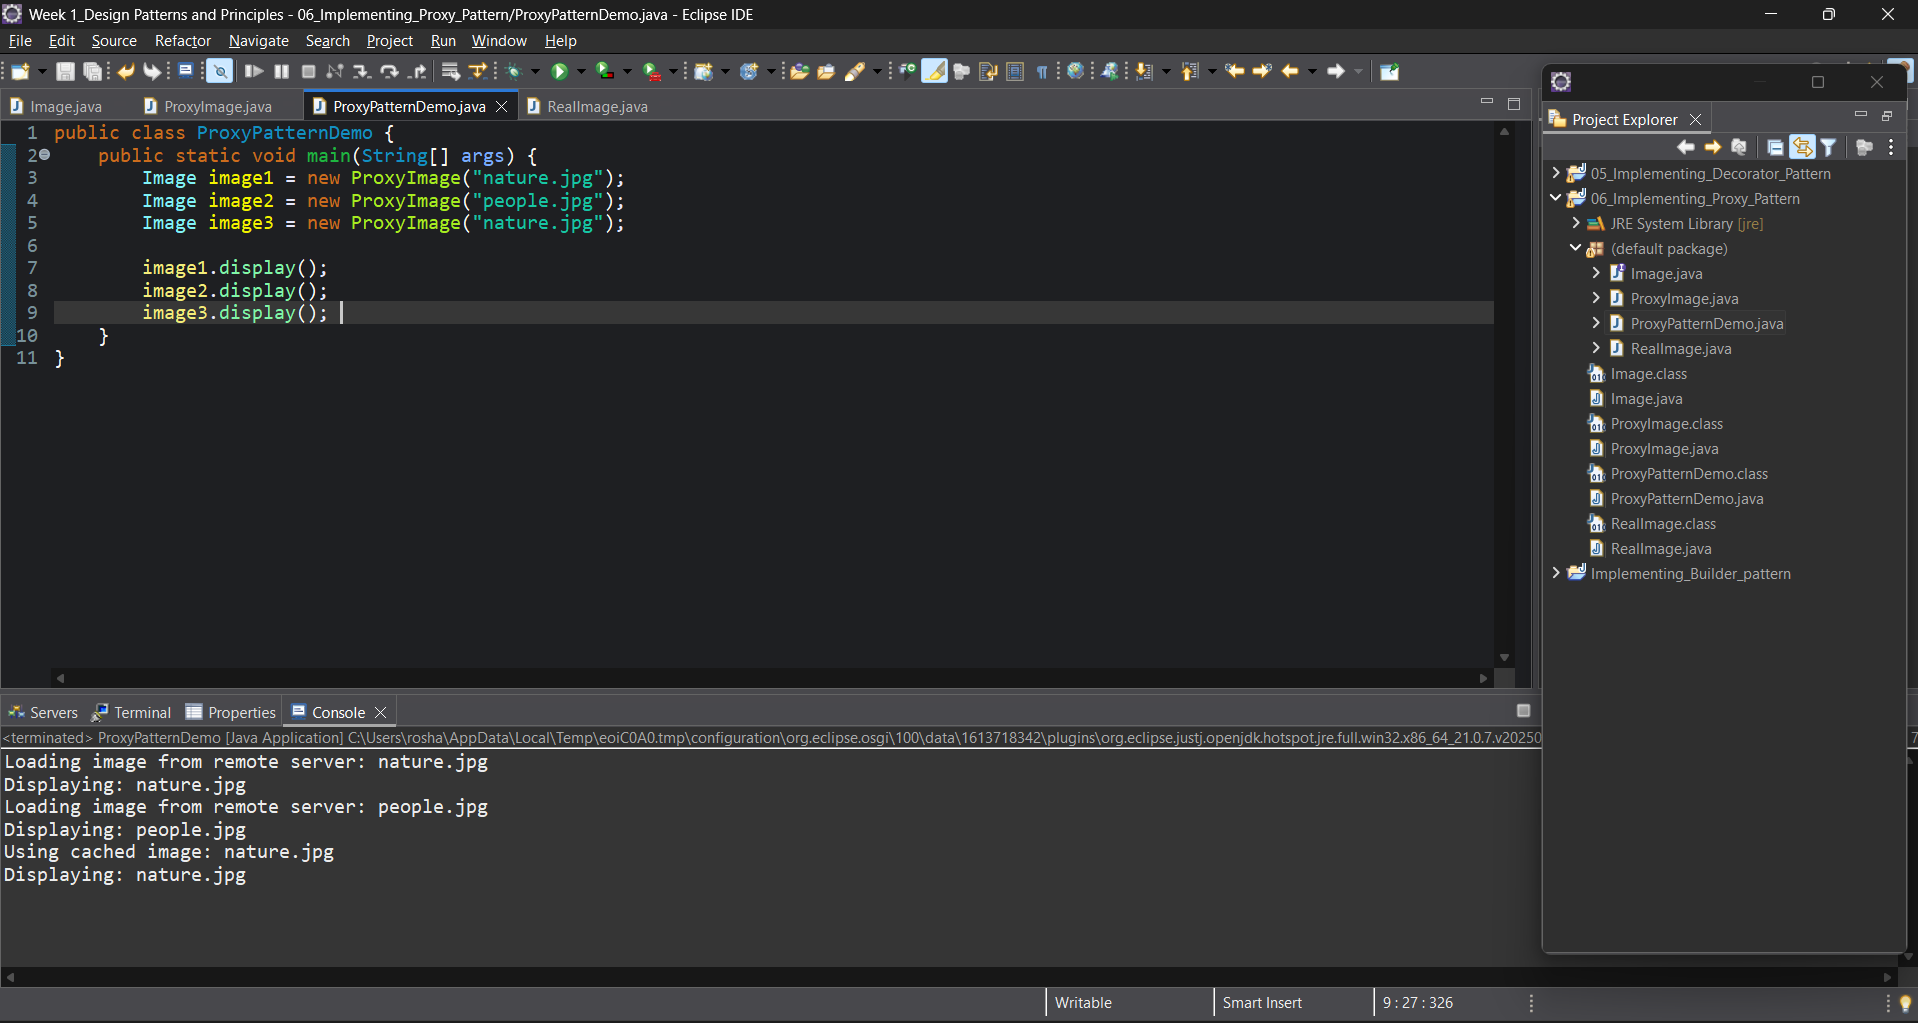 Week 1_Design Patterns and Principles - 06_Implementing_Proxy_Pattern/ProxyPatternDemo.java - Eclipse IDE
File Edit Source Refactor Navigate Search Project Run Window Help
Image.java ProxyImage.java ProxyPatternDemo.java RealImage.java
1 public class ProxyPatternDemo {
2 public static void main(String[] args) {
3 Image image1 = new ProxyImage("nature.jpg");
4 Image image2 = new ProxyImage("people.jpg");
5 Image image3 = new ProxyImage("nature.jpg");
6
7 image1.display();
8 image2.display();
9 image3.display();
10 }
11 }
Project Explorer
05_Implementing_Decorator_Pattern
06_Implementing_Proxy_Pattern
JRE System Library [jre]
(default package)
Image.java
ProxyImage.java
ProxyPatternDemo.java
RealImage.java
Image.class
Image.java
ProxyImage.class
ProxyImage.java
ProxyPatternDemo.class
ProxyPatternDemo.java
RealImage.class
RealImage.java
Implementing_Builder_pattern
Servers Terminal Properties Console
<terminated> ProxyPatternDemo [Java Application] C:\Users\rosha\AppData\Local\Temp\eoiC0A0.tmp\configuration\org.eclipse.osgi\100\data\1613718342\plugins\org.eclipse.justj.openjdk.hotspot.jre.full.win32.x86_64_21.0.7.v20250 7
Loading image from remote server: nature.jpg
Displaying: nature.jpg
Loading image from remote server: people.jpg
Displaying: people.jpg
Using cached image: nature.jpg
Displaying: nature.jpg
Writable Smart Insert 9 : 27 : 326